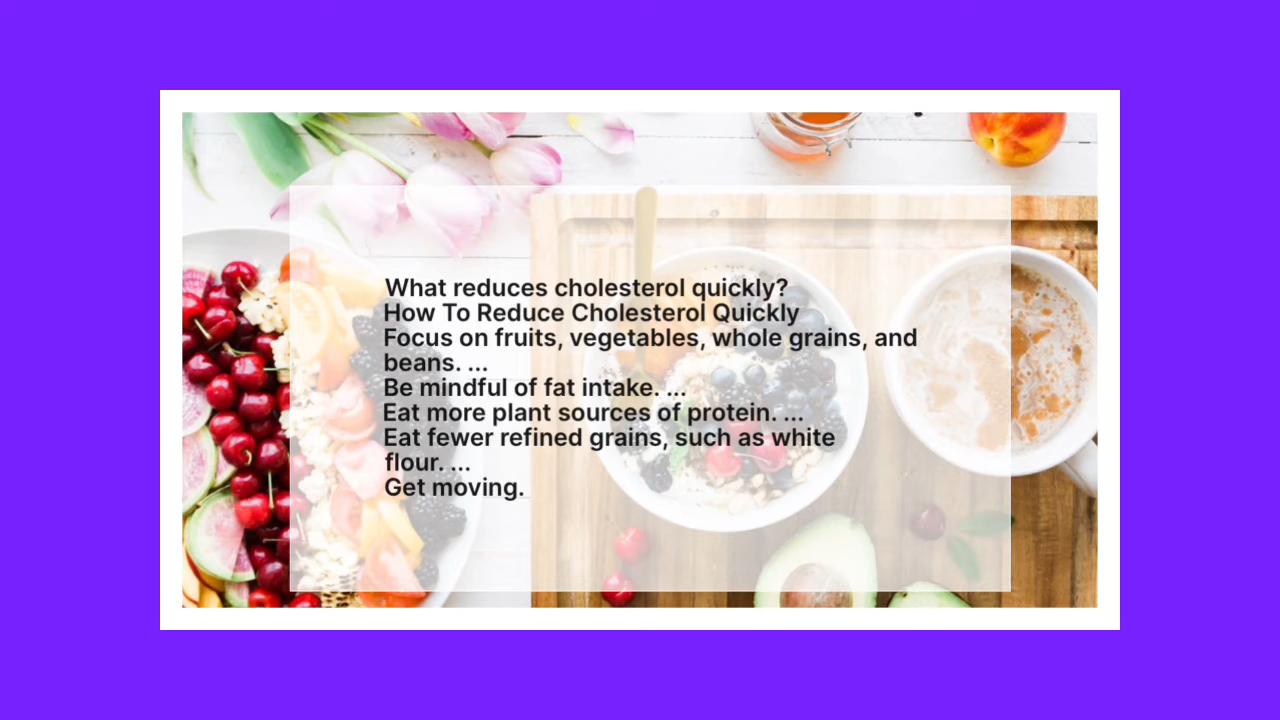 What reduces cholesterol quickly?
How To Reduce Cholesterol Quickly
Focus on fruits, vegetables, whole grains, and
beans. ...
Be mindful of fat intake. ...
Eat more plant sources of protein. ...
Eat fewer refined grains, such as white
flour. ...
Get moving.